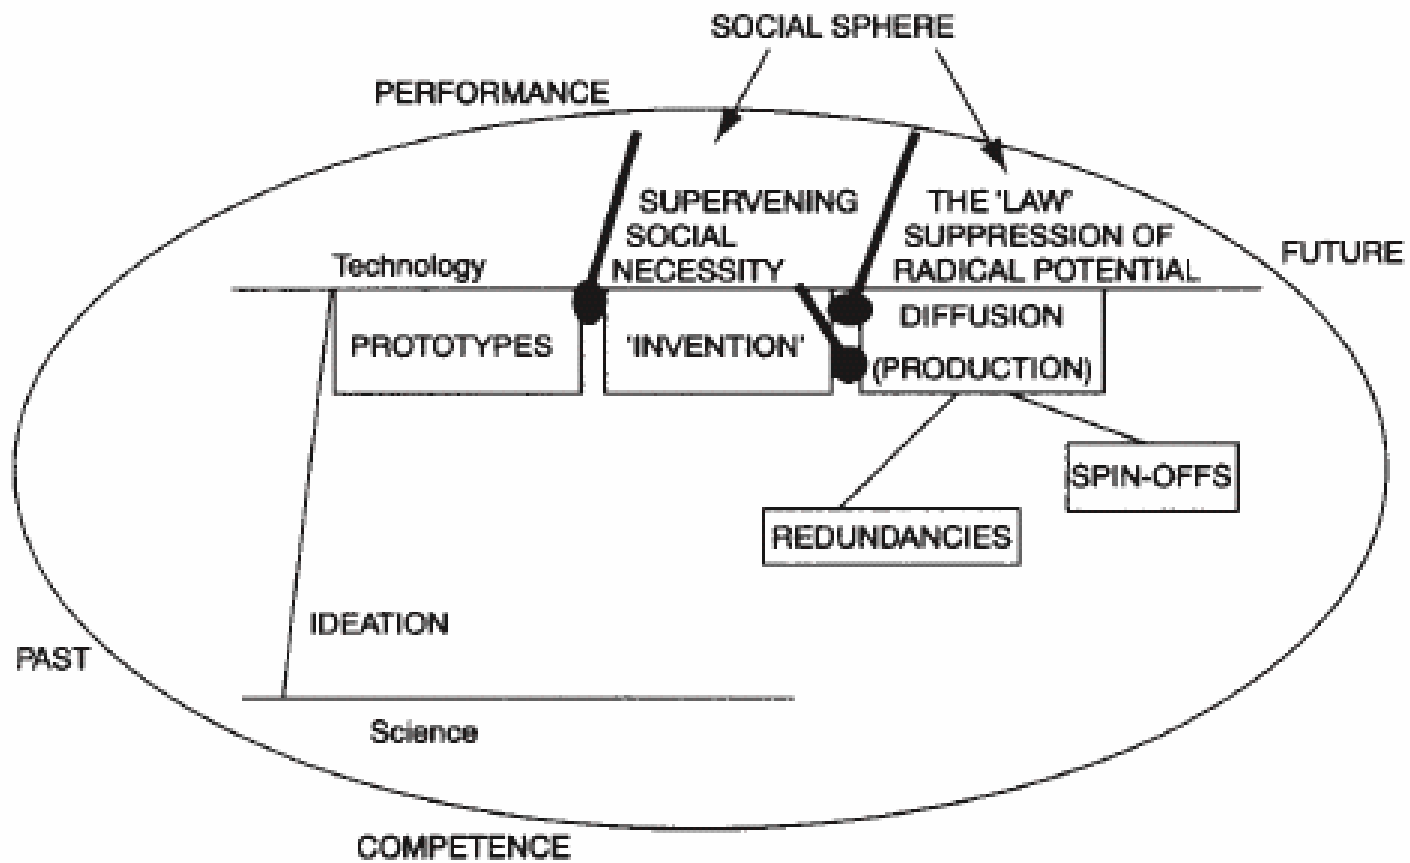 SOCIAL SPHERE
PERFORMANCE
SUPERVENING
SOCIAL
NECESSITY
THE 'LAW'
SUPPRESSION OF
RADICAL POTENTIAL
FUTURE
Technology
PROTOTYPES
'INVENTION'
DIFFUSION
(PRODUCTION)
SPIN-OFFS
REDUNDANCIES
IDEATION
PAST
Science
COMPETENCE